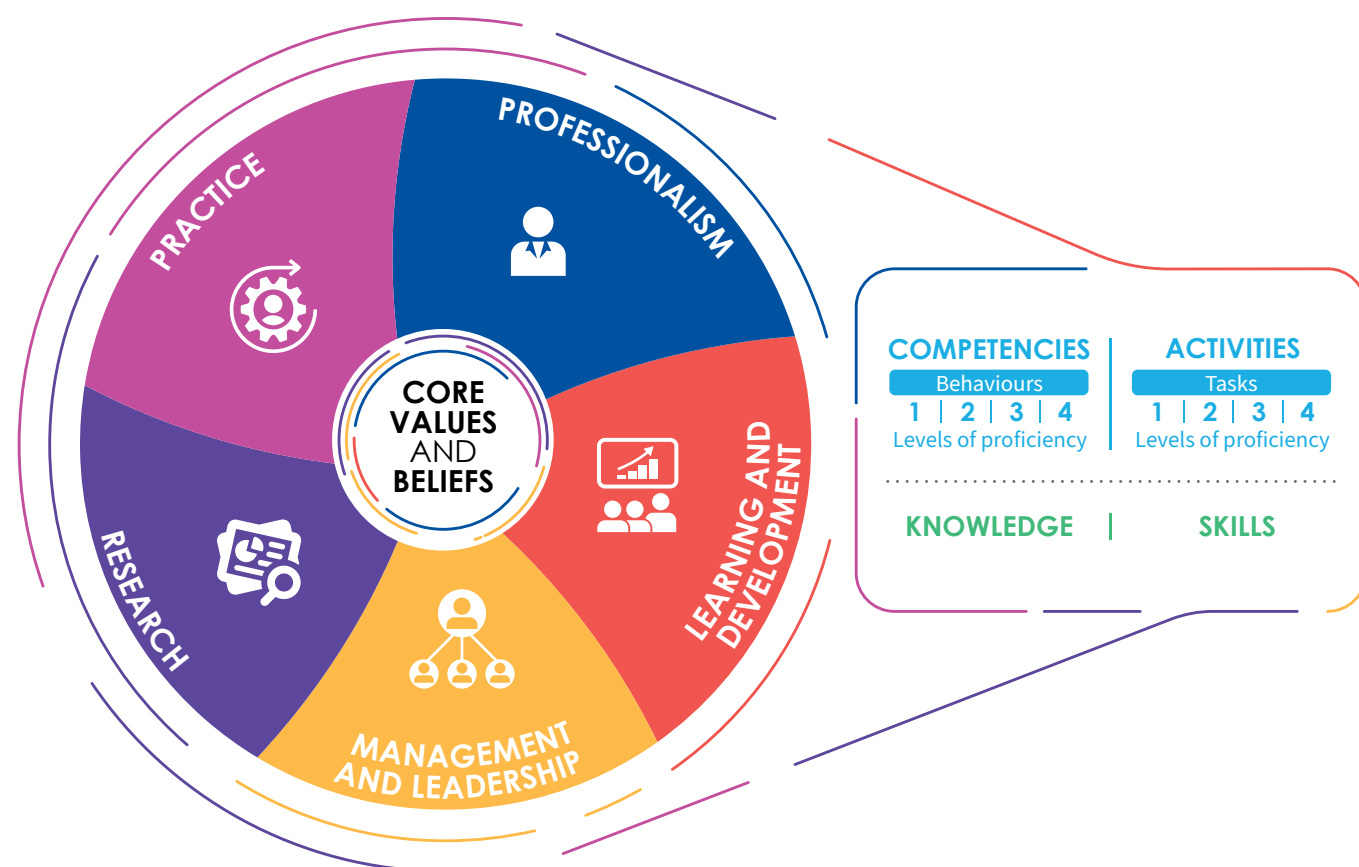 PROFESSIONALISM
PRACTICE
CORE
VALUES
AND
BELIEFS
LEARNING AND
DEVELOPMENT
RESEARCH
MANAGEMENT
AND LEADERSHIP
COMPETENCIES
Behaviours
1 | 2 | 3 | 4
Levels of proficiency
ACTIVITIES
Tasks
1 | 2 | 3 | 4
Levels of proficiency
KNOWLEDGE | SKILLS